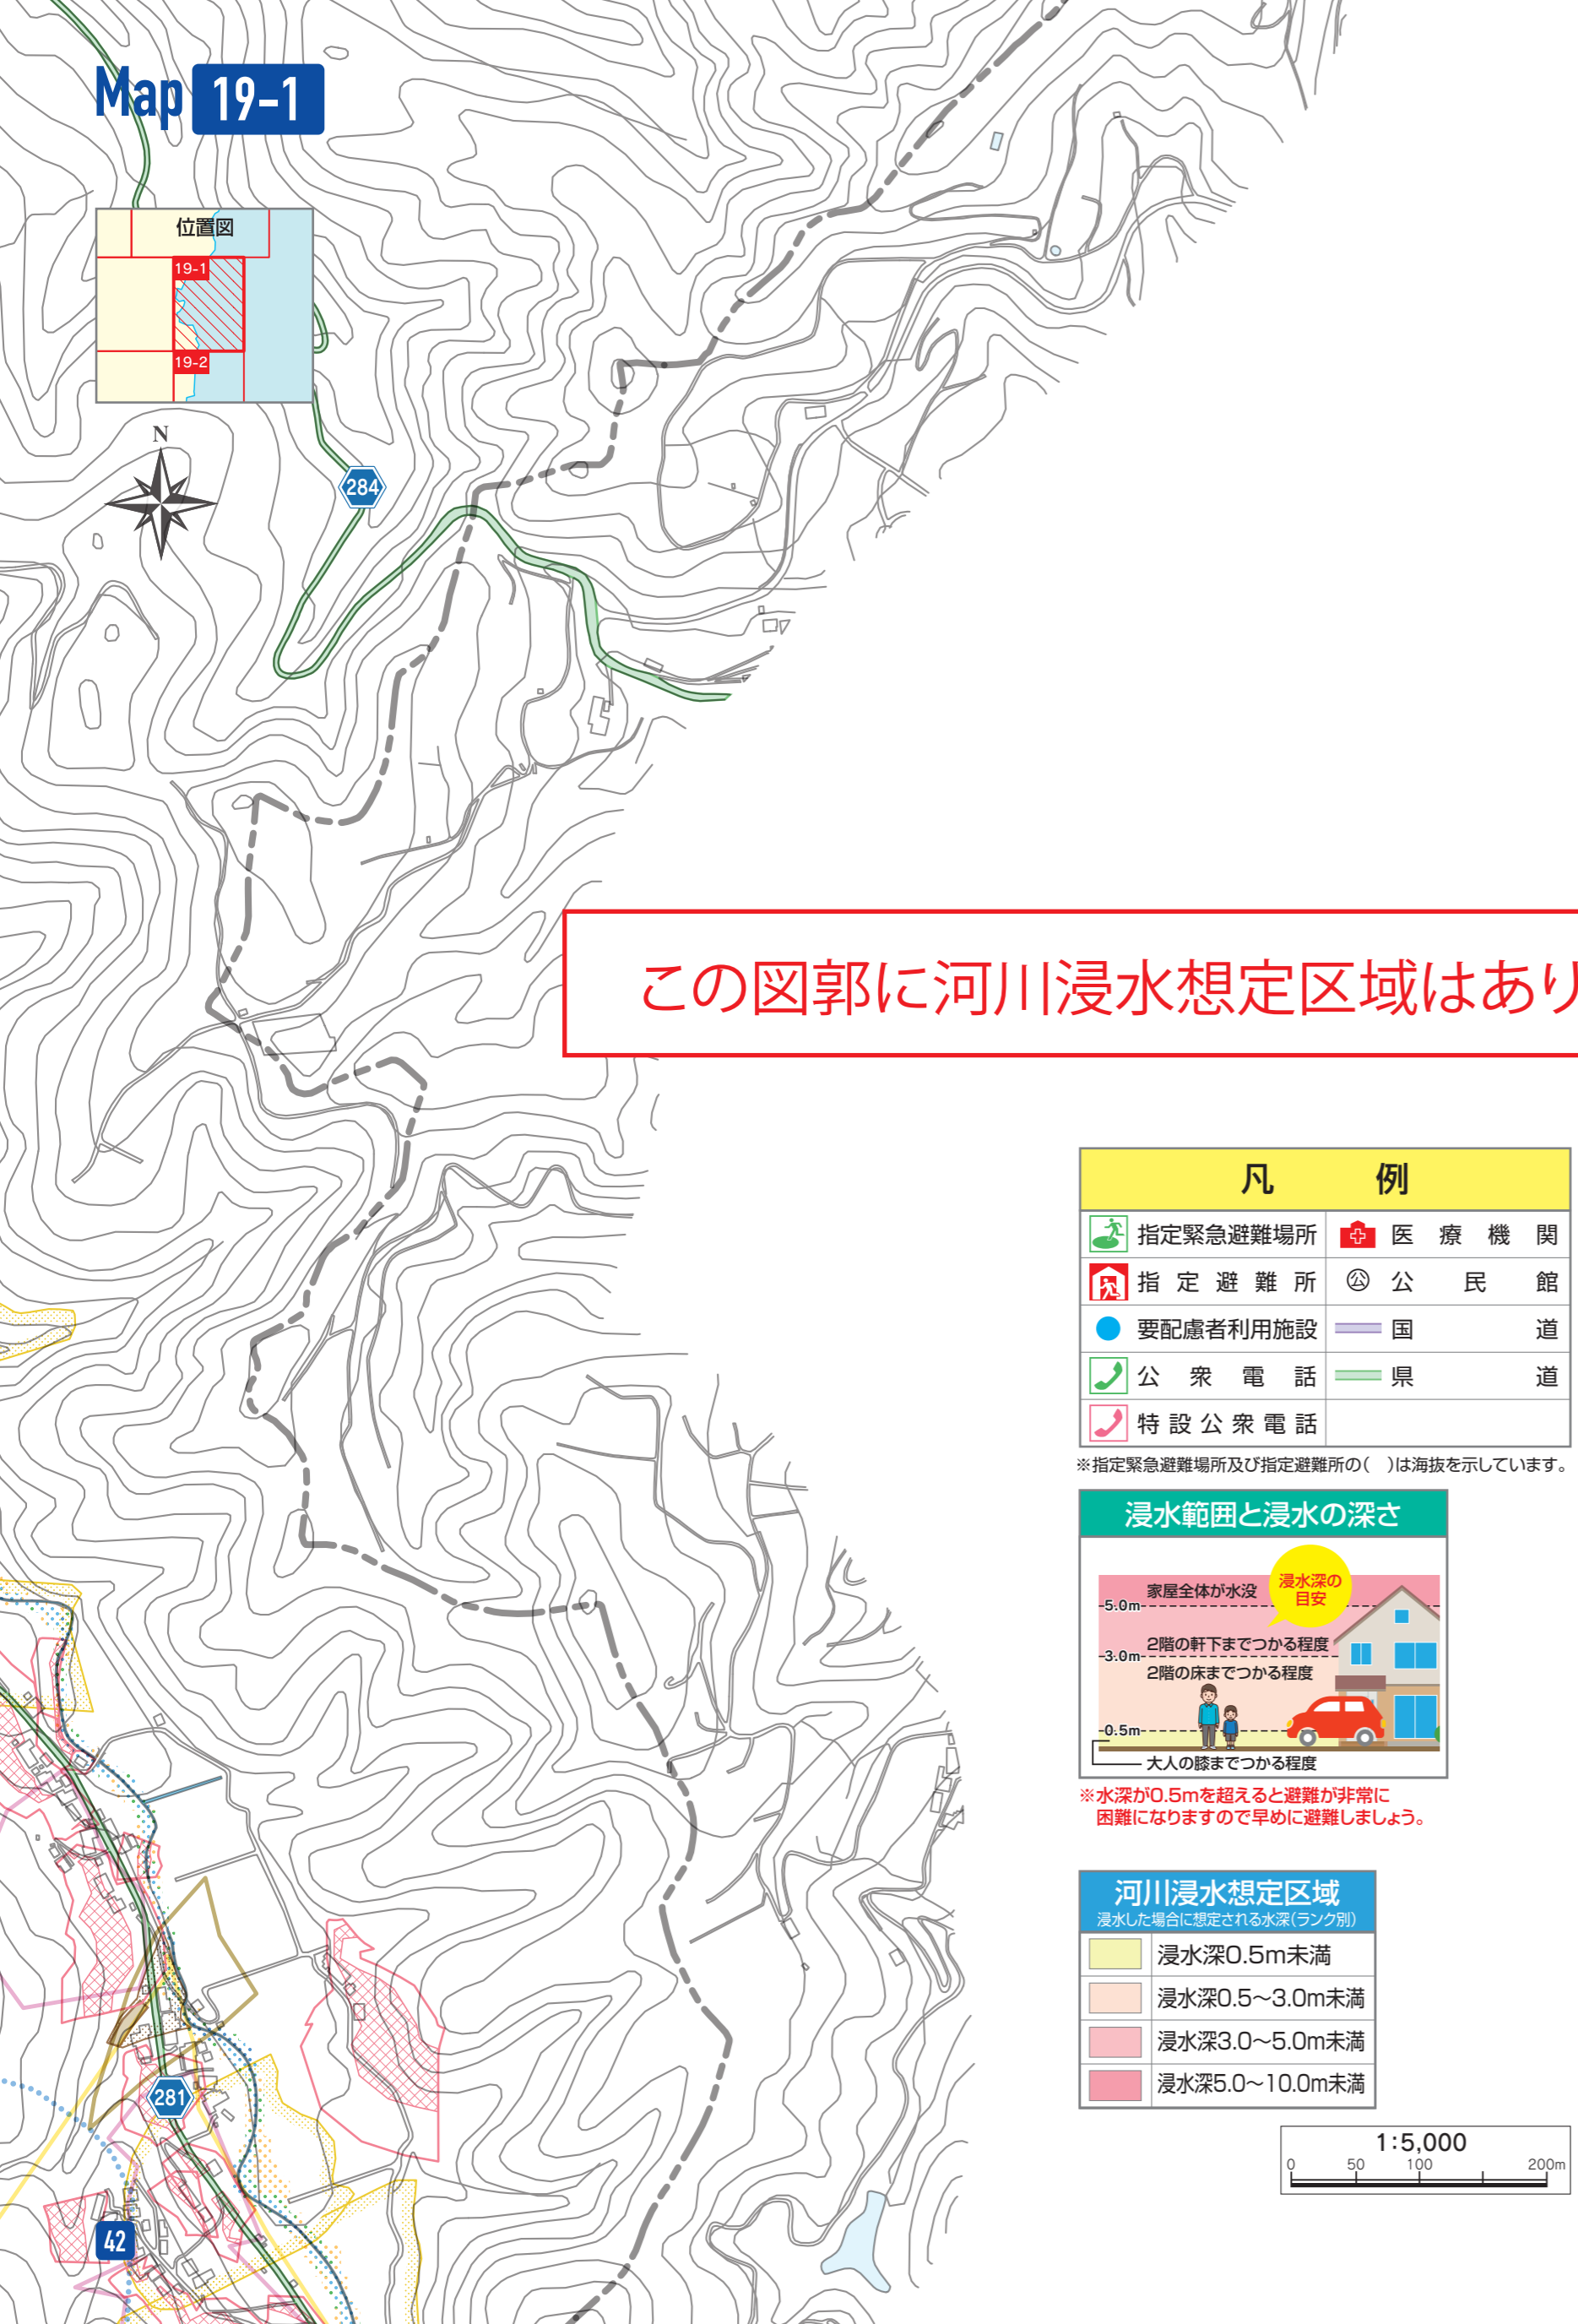 Map 19-1
位置図
19-1
19-2
N
284
この図郭に河川浸水想定区域はあり
凡例
指定緊急避難場所 医療機関
指定避難所 公 公民館
要配慮者利用施設 国道
公衆電話 県道
特設公衆電話
※指定緊急避難場所及び指定避難所の( )は海抜を示しています。
浸水範囲と浸水の深さ
浸水深の
目安
家屋全体が水没
5.0m
2階の軒下までつかる程度
3.0m
2階の床までつかる程度
0.5m
大人の膝までつかる程度
※水深が0.5mを超えると避難が非常に
困難になりますので早めに避難しましょう。
河川浸水想定区域
浸水した場合に想定される水深(ランク別)
浸水深0.5m未満
浸水深0.5〜3.0m未満
浸水深3.0〜5.0m未満
浸水深5.0〜10.0m未満
281
42
1:5,000
0 50 100 200m